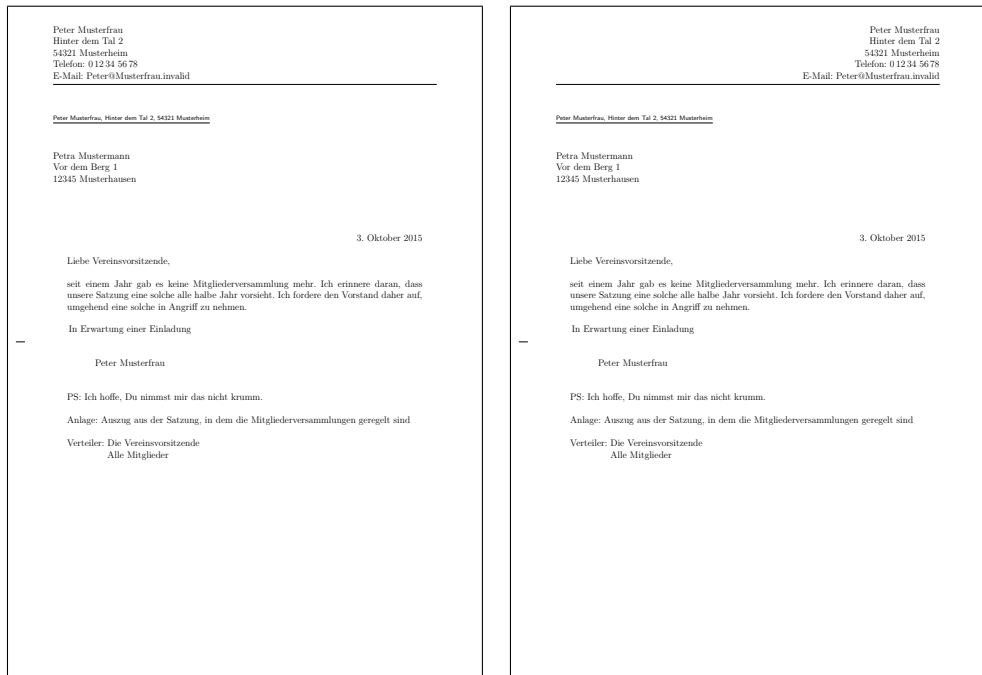 Peter Musterfrau
Hinter dem Tal 2
54321 Musterheim
Telefon: 0 12 34 56 78
E-Mail: Peter@Musterfrau.invalid
Peter Musterfrau, Hinter dem Tal 2, 54321 Musterheim
Petra Mustermann
Vor dem Berg 1
12345 Musterhausen
3. Oktober 2015
Liebe Vereinsvorsitzende,
seit einem Jahr gab es keine Mitgliederversammlung mehr. Ich erinnere daran, dass
unsere Satzung eine solche alle halbe Jahr vorsieht. Ich fordere den Vorstand daher auf,
umgehend eine solche in Angriff zu nehmen.
In Erwartung einer Einladung
Peter Musterfrau
PS: Ich hoffe, Du nimmst mir das nicht krumm.
Anlage: Auszug aus der Satzung, in dem die Mitgliederversammlungen geregelt sind
Verteiler: Die Vereinsvorsitzende
Alle Mitglieder
Peter Musterfrau
Hinter dem Tal 2
54321 Musterheim
Telefon: 0 12 34 56 78
E-Mail: Peter@Musterfrau.invalid
Peter Musterfrau, Hinter dem Tal 2, 54321 Musterheim
Petra Mustermann
Vor dem Berg 1
12345 Musterhausen
3. Oktober 2015
Liebe Vereinsvorsitzende,
seit einem Jahr gab es keine Mitgliederversammlung mehr. Ich erinnere daran, dass
unsere Satzung eine solche alle halbe Jahr vorsieht. Ich fordere den Vorstand daher auf,
umgehend eine solche in Angriff zu nehmen.
In Erwartung einer Einladung
Peter Musterfrau
PS: Ich hoffe, Du nimmst mir das nicht krumm.
Anlage: Auszug aus der Satzung, in dem die Mitgliederversammlungen geregelt sind
Verteiler: Die Vereinsvorsitzende
Alle Mitglieder